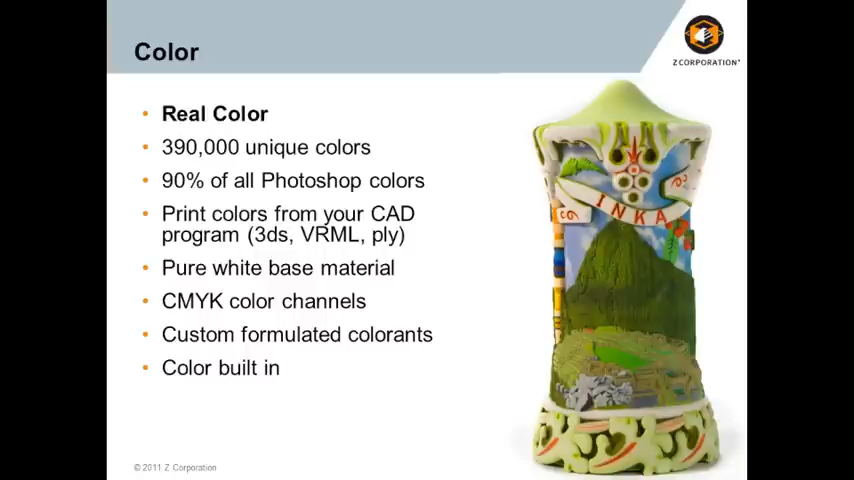 Color
Z CORPORATION
• Real Color
• 390,000 unique colors
• 90% of all Photoshop colors
• Print colors from your CAD
program (3ds, VRML, ply)
• Pure white base material
• CMYK color channels
• Custom formulated colorants
• Color built in
INKA
© 2011 Z Corporation